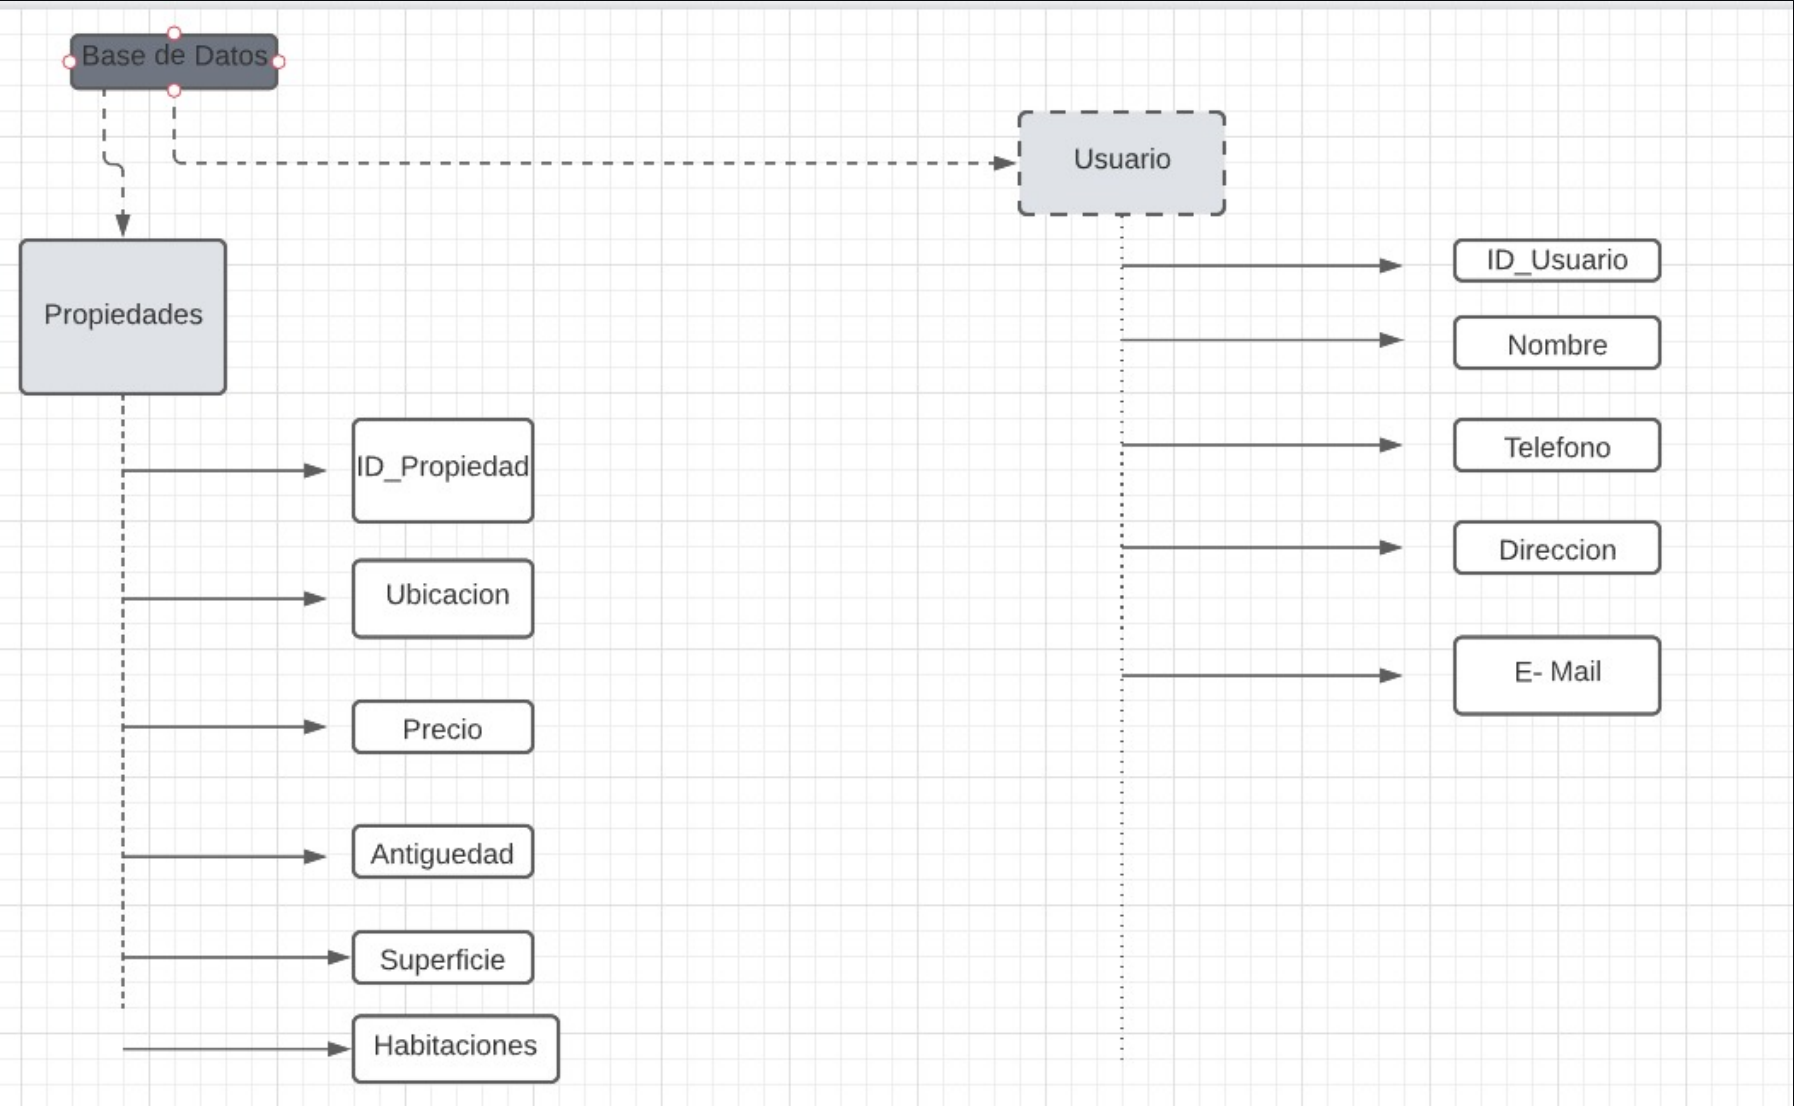 Base de Datos
Usuario
Propiedades
ID_Propiedad
Ubicacion
Precio
Antiguedad
Superficie
Habitaciones
ID_Usuario
Nombre
Telefono
Direccion
E- Mail